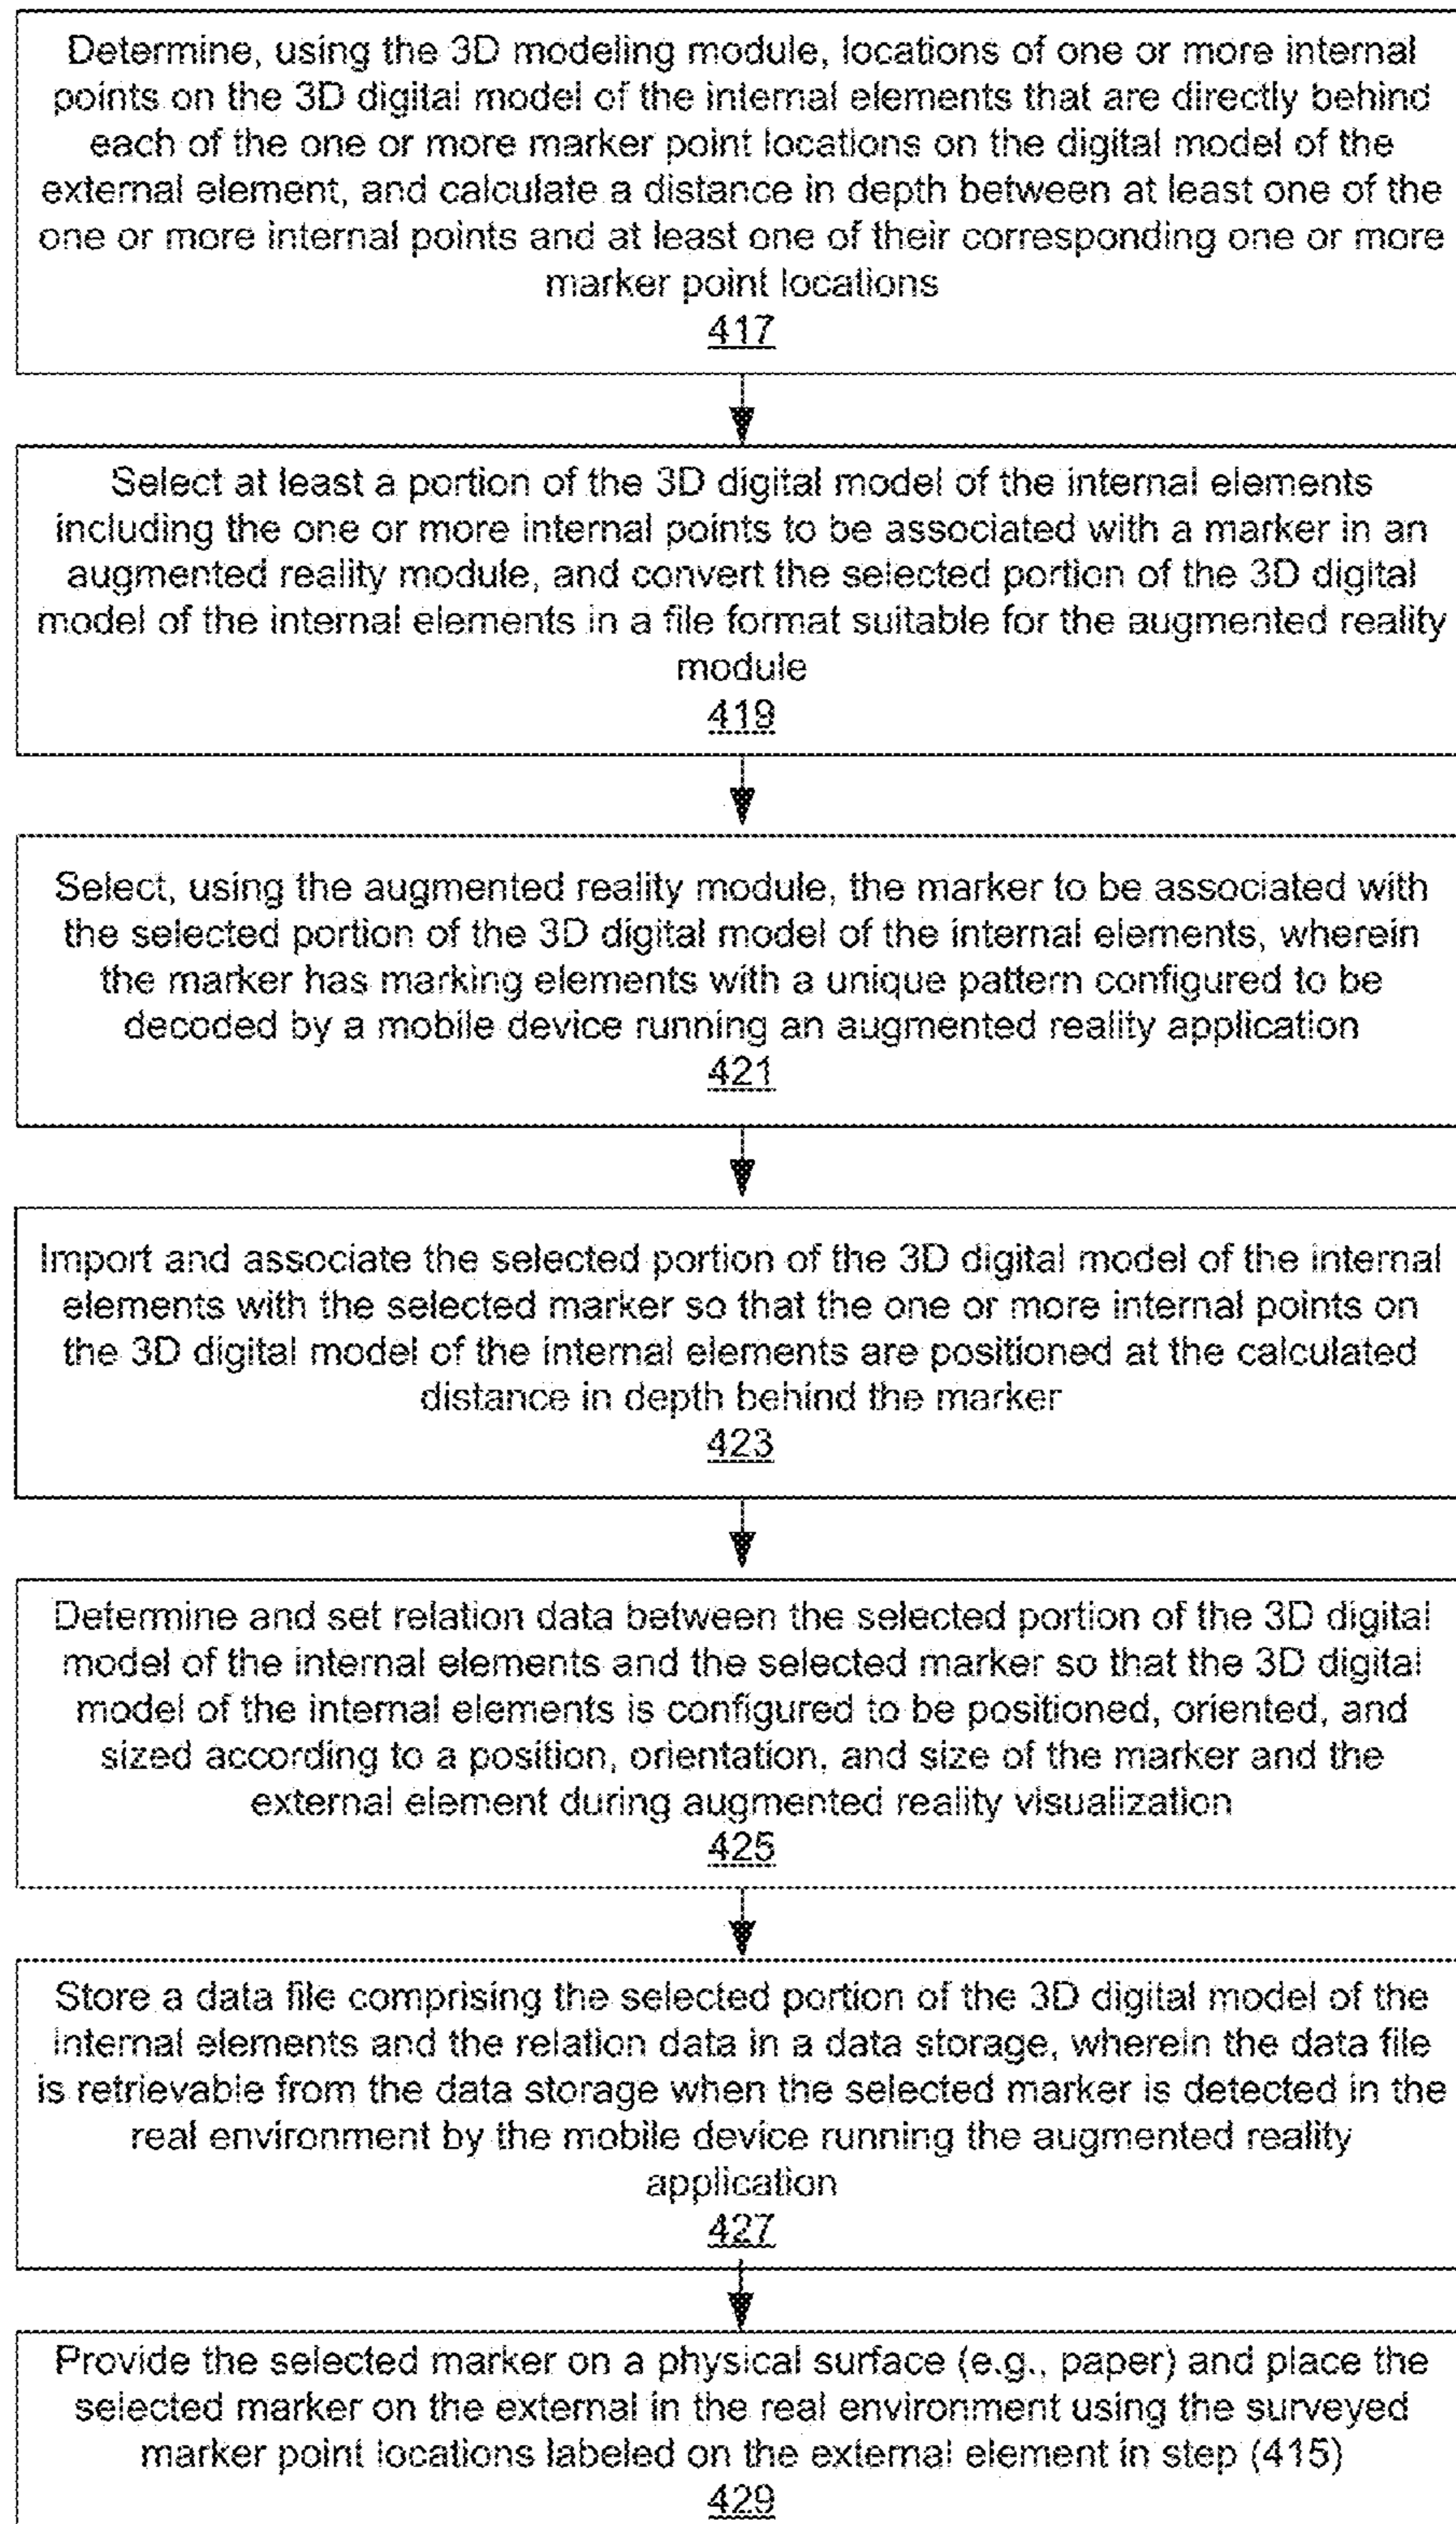 Determine, using the 3D modeling module, locations of one or more internal
points on the 3D digital model of the internal elements that are directly behind
each of the one or more marker point locations on the digital model of the
external element, and calculate a distance in depth between at least one of the
one or more internal points and at least one of their corresponding one or more
marker point locations
417
Select at least a portion of the 3D digital model of the internal elements
including the one or more internal points to be associated with a marker in an
augmented reality module, and convert the selected portion of the 3D digital
model of the internal elements in a file format suitable for the augmented reality
module
419
Select, using the augmented reality module, the marker to be associated with
the selected portion of the 3D digital model of the internal elements, wherein
the marker has marking elements with a unique pattern configured to be
decoded by a mobile device running an augmented reality application
421
Import and associate the selected portion of the 3D digital model of the internal
elements with the selected marker so that the one or more internal points on
the 3D digital model of the internal elements are positioned at the calculated
distance in depth behind the marker
423
Determine and set relation data between the selected portion of the 3D digital
model of the internal elements and the selected marker so that the 3D digital
model of the internal elements is configured to be positioned, oriented, and
sized according to a position, orientation, and size of the marker and the
external element during augmented reality visualization
425
Store a data file comprising the selected portion of the 3D digital model of the
internal elements and the relation data in a data storage, wherein the data file
is retrievable from the data storage when the selected marker is detected in the
real environment by the mobile device running the augmented reality
application
427
Provide the selected marker on a physical surface (e.g., paper) and place the
selected marker on the external in the real environment using the surveyed
marker point locations labeled on the external element in step (415)
429